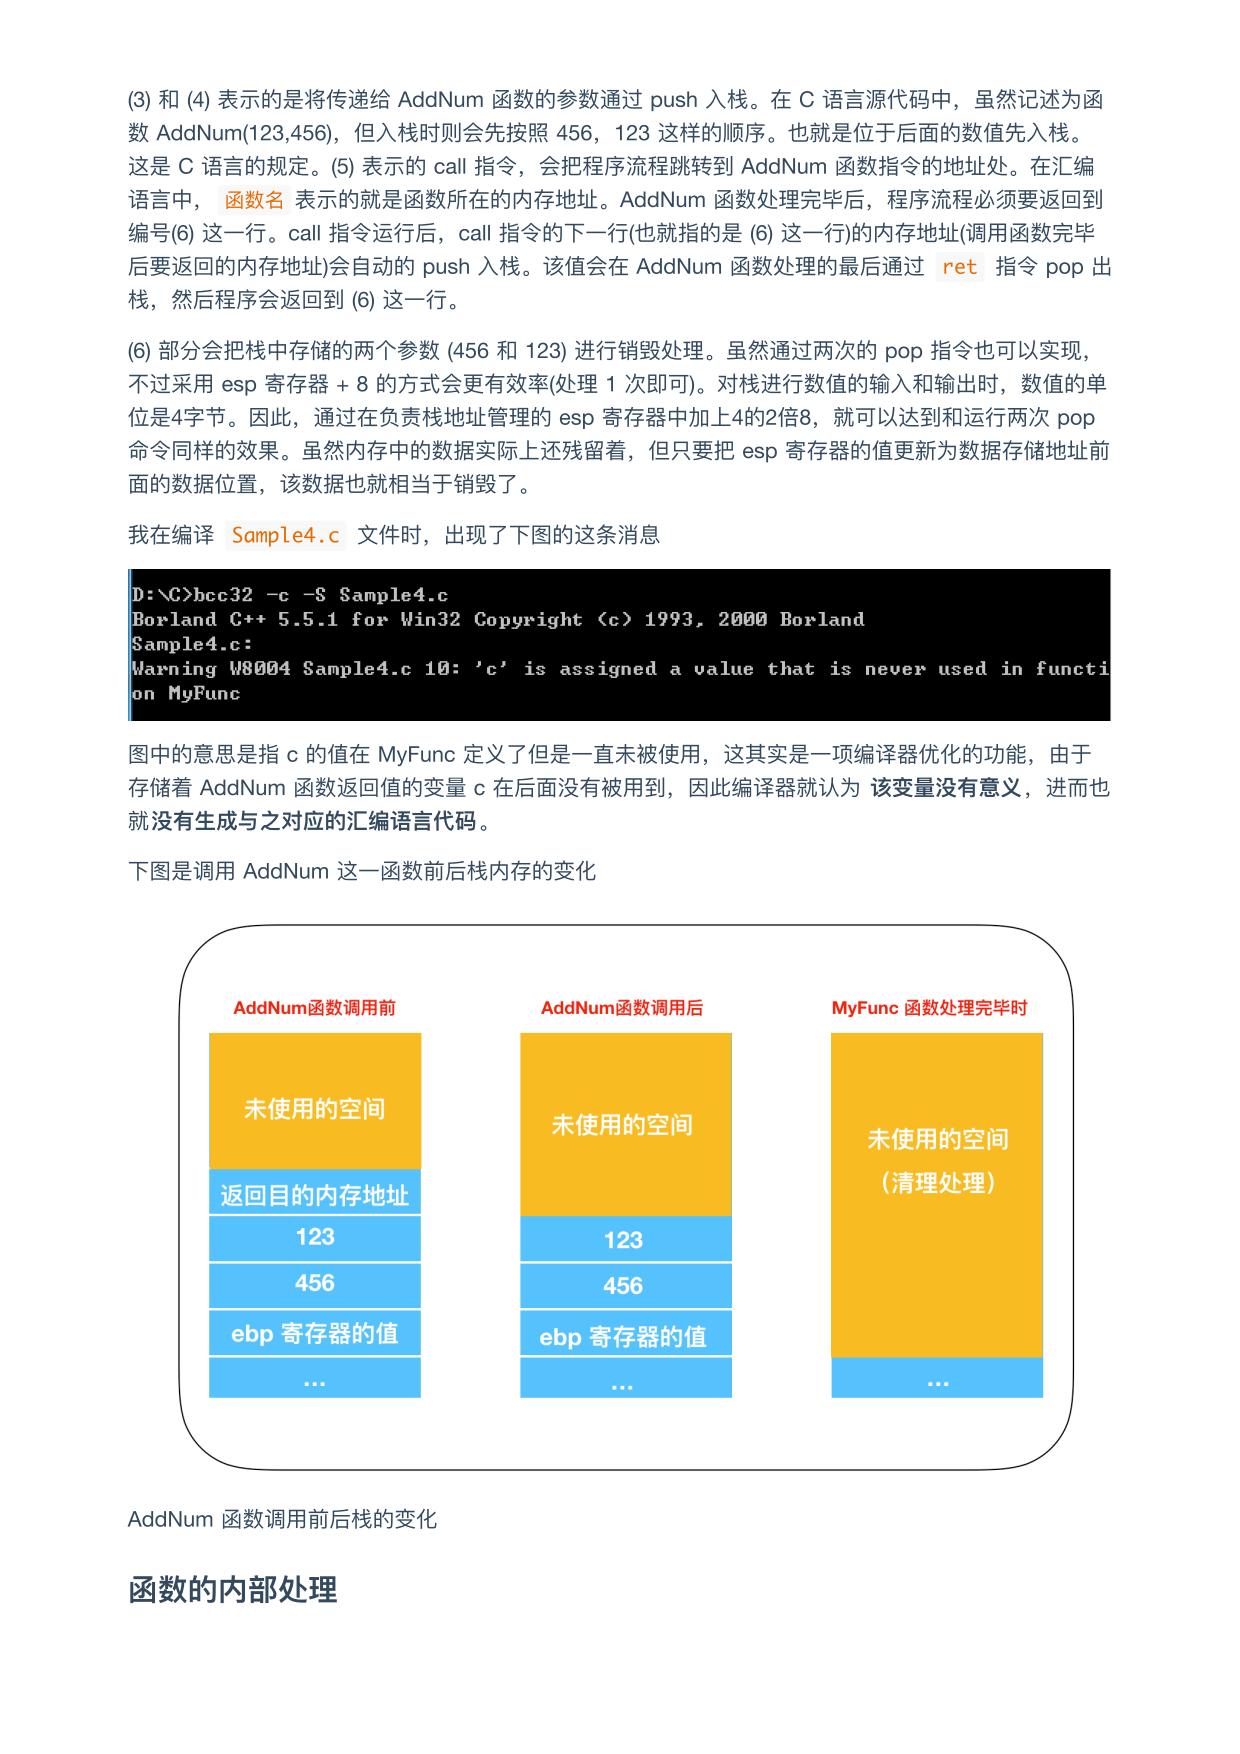 (3) 和 (4) 表示的是将传递给 AddNum 函数的参数通过 push 入栈。在 C 语言源代码中，虽然记述为函
数 AddNum(123,456)，但入栈时则会先按照 456，123 这样的顺序。也就是位于后面的数值先入栈。
这是 C 语言的规定。(5) 表示的 call 指令，会把程序流程跳转到 AddNum 函数指令的地址处。在汇编
语言中， 函数名 表示的就是函数所在的内存地址。AddNum 函数处理完毕后，程序流程必须要返回到
编号(6) 这一行。call 指令运行后，call 指令的下一行(也就指的是 (6) 这一行)的内存地址(调用函数完毕
后要返回的内存地址)会自动的 push 入栈。该值会在 AddNum 函数处理的最后通过 ret 指令 pop 出
栈，然后程序会返回到 (6) 这一行。
(6) 部分会把栈中存储的两个参数 (456 和 123) 进行销毁处理。虽然通过两次的 pop 指令也可以实现，
不过采用 esp 寄存器 + 8 的方式会更有效率(处理 1 次即可)。对栈进行数值的输入和输出时，数值的单
位是4字节。因此，通过在负责栈地址管理的 esp 寄存器中加上4的2倍8，就可以达到和运行两次 pop
命令同样的效果。虽然内存中的数据实际上还残留着，但只要把 esp 寄存器的值更新为数据存储地址前
面的数据位置，该数据也就相当于销毁了。
我在编译 Sample4.c 文件时，出现了下图的这条消息
D:\C>bcc32 -c -S Sample4.c
Borland C++ 5.5.1 for Win32 Copyright (c) 1993, 2000 Borland
Sample4.c:
Warning W8004 Sample4.c 10: 'c' is assigned a value that is never used in functi
on MyFunc
图中的意思是指 c 的值在 MyFunc 定义了但是一直未被使用，这其实是一项编译器优化的功能，由于
存储着 AddNum 函数返回值的变量 c 在后面没有被用到，因此编译器就认为 该变量没有意义，进而也
就没有生成与之对应的汇编语言代码。
下图是调用 AddNum 这一函数前后栈内存的变化
AddNum函数调用前
未使用的空间
返回目的内存地址
123
456
ebp 寄存器的值
...
AddNum函数调用后
未使用的空间
123
456
ebp 寄存器的值
...
MyFunc 函数处理完毕时
未使用的空间
（清理处理）
...
AddNum 函数调用前后栈的变化
函数的内部处理